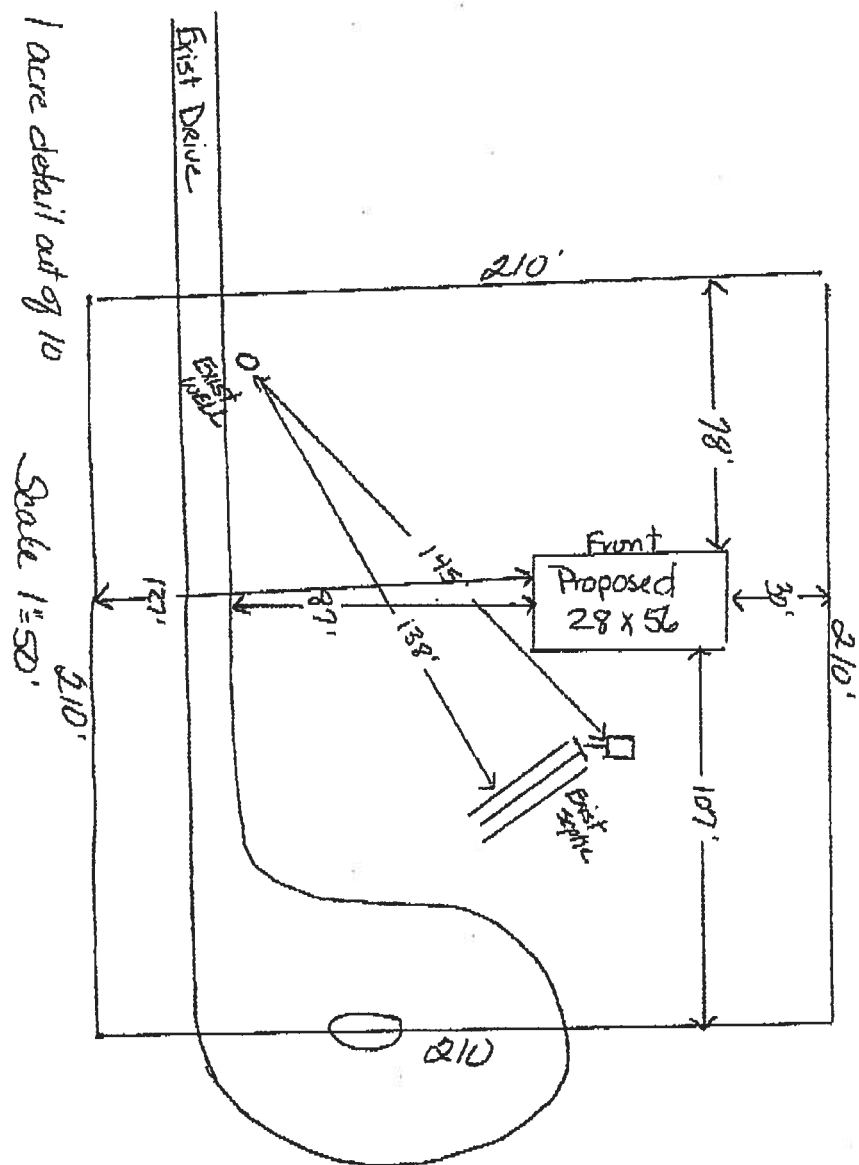 Exist Drive
210'
Exist
well
78'
145'
138'
127'
87'
Front
Proposed
28 x 56
30'
210'
107'
Exist
septic
210'
210
1 acre detail out of 10
Scale 1"=50'